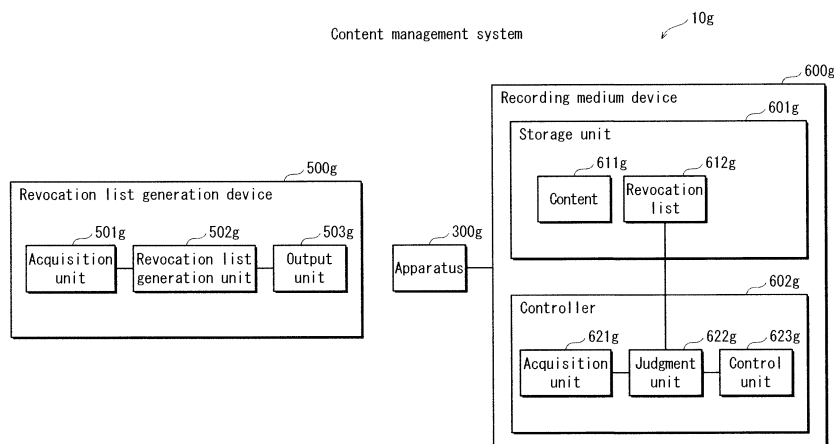 Content management system
10g
600g
Recording medium device
601g
Storage unit
611g
612g
Content
Revocation
list
500g
Revocation list generation device
501g
502g
503g
Acquisition
unit
Revocation list
generation unit
Output
unit
300g
Apparatus
602g
Controller
621g
622g
623g
Acquisition
unit
Judgment
unit
Control
unit